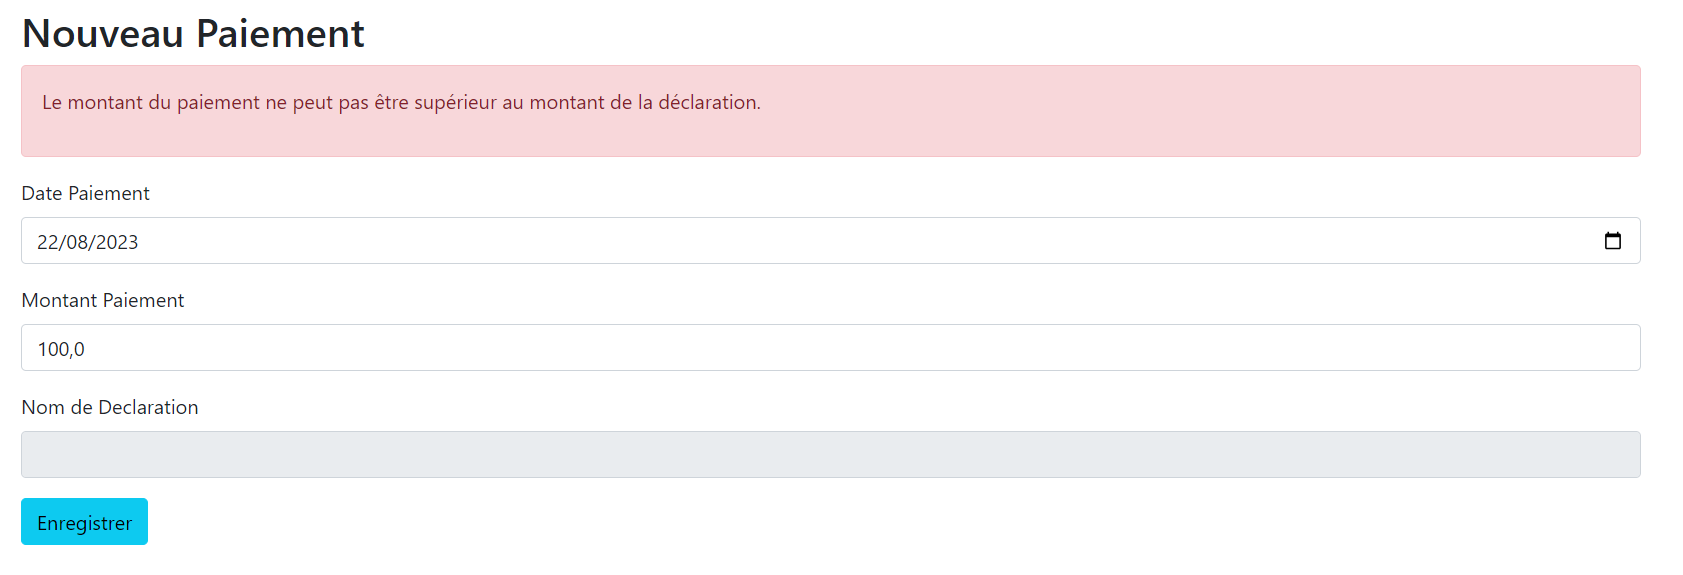 Nouveau Paiement
Le montant du paiement ne peut pas être supérieur au montant de la déclaration.
Date Paiement
22/08/2023
Montant Paiement
100,0
Nom de Declaration
Enregistrer